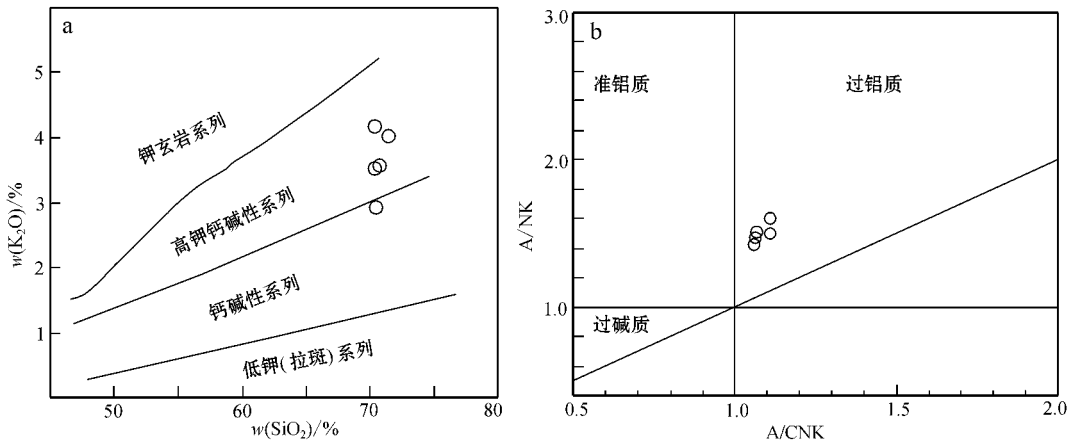 a
5
4
3
2
1
50
60
70
80
w(K₂O)/%
w(SiO₂)/%
钾玄岩系列
高钾钙碱性系列
钙碱性系列
低钾(拉斑)系列
b
3.0
2.0
1.0
0.5
1.0
1.5
2.0
A/NK
A/CNK
准铝质
过铝质
过碱质